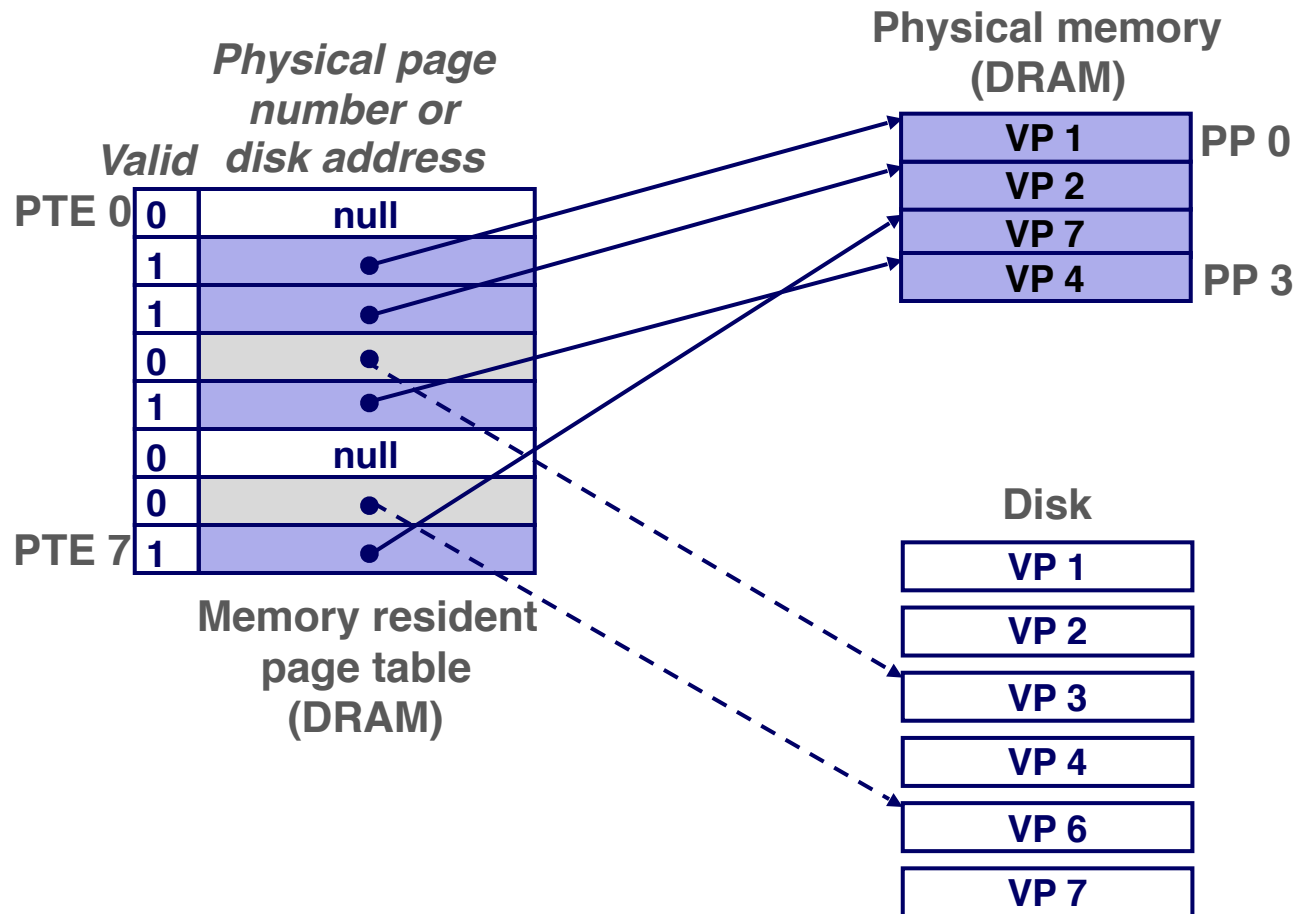 Physical page
number or
disk address
Valid
PTE 0
0
null
1
1
0
1
0
null
0
PTE 7
1
Memory resident
page table
(DRAM)
Physical memory
(DRAM)
VP 1
PP 0
VP 2
VP 7
VP 4
PP 3
Disk
VP 1
VP 2
VP 3
VP 4
VP 6
VP 7